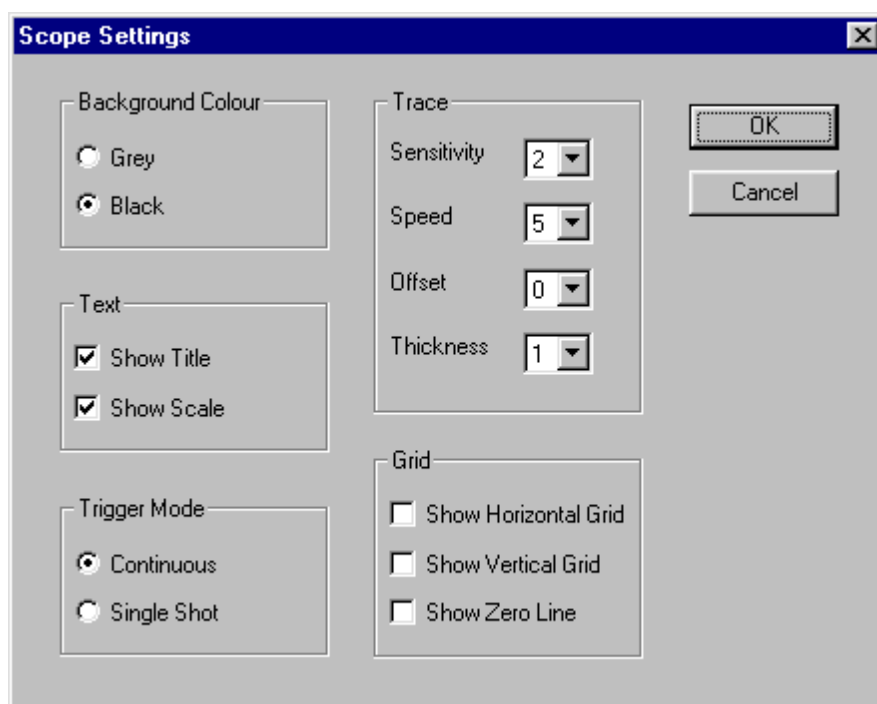 Scope Settings
Background Colour
Grey
Black
Text
Show Title
Show Scale
Trigger Mode
Continuous
Single Shot
Trace
Sensitivity 2
Speed 5
Offset 0
Thickness 1
Grid
Show Horizontal Grid
Show Vertical Grid
Show Zero Line
OK
Cancel